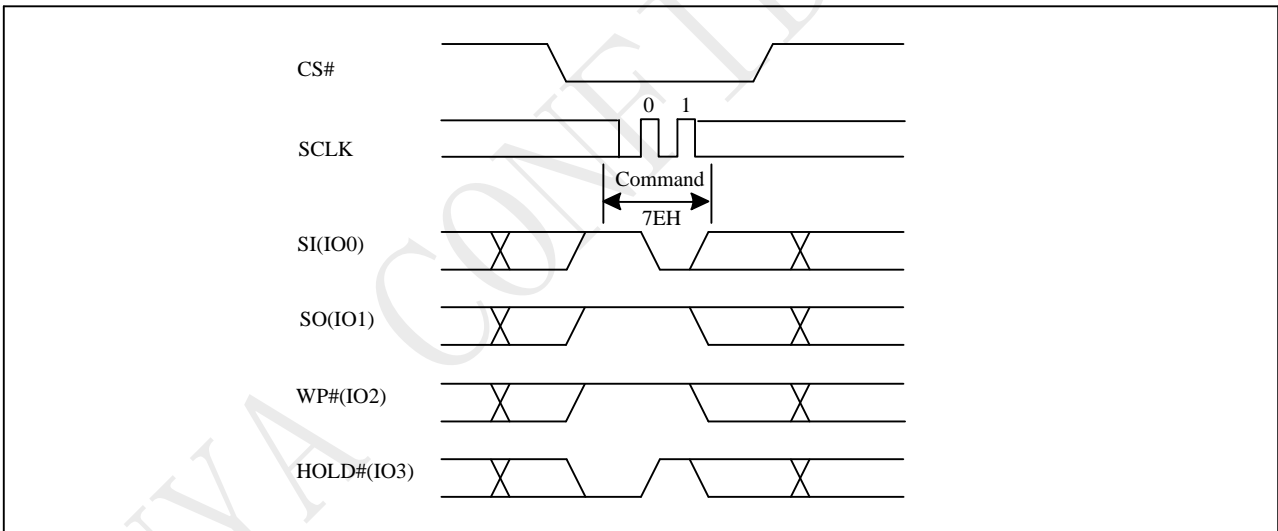 CS#
0 1
SCLK
Command
7EH
SI(IO0)
SO(IO1)
WP#(IO2)
HOLD#(IO3)